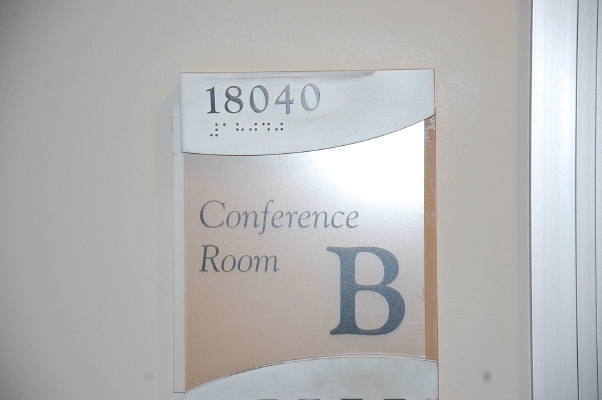 18040
⠼⠁⠓⠚⠙⠚
Conference
Room
B